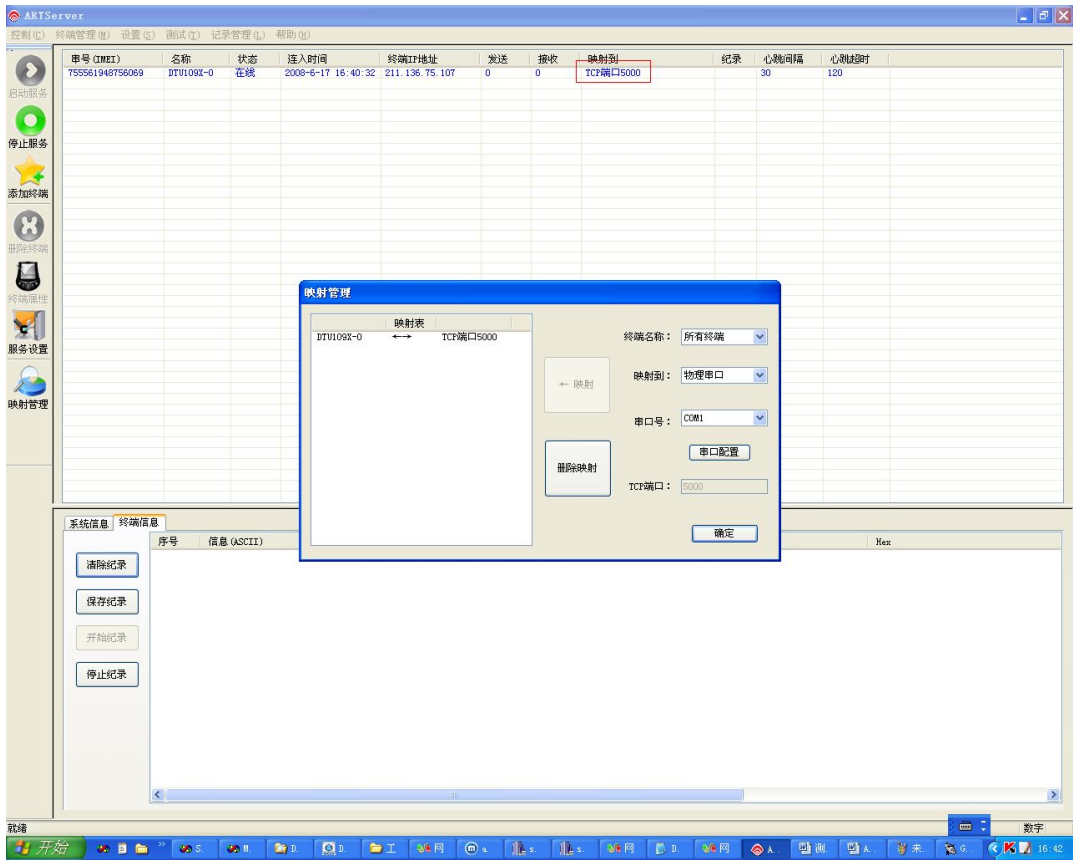 ARTServer
控制(C) 终端管理(M) 设置(S) 测试(T) 记录管理(L) 帮助(H)
串号(IMEI) 名称 状态 连入时间 终端IP地址 发送 接收 映射到 纪录 心跳间隔 心跳超时
755561948756069 DTU109X-0 在线 2008-6-17 16:40:32 211.136.75.107 0 0 TCP端口5000 30 120
启动服务
停止服务
添加终端
删除终端
终端属性
服务设置
映射管理
映射管理
映射表
DTU109X-0 ←→ TCP端口5000
终端名称： 所有终端
← 映射
映射到： 物理串口
串口号： COM1
串口配置
删除映射
TCP端口： 5000
确定
系统信息 终端信息
序号 信息(ASCII) Hex
清除纪录
保存纪录
开始纪录
停止纪录
就绪 数字
开始 S. D. D. 工 网 a. s. s. 网 D. 网 A.. 测. A.. 未. G.. 16:42